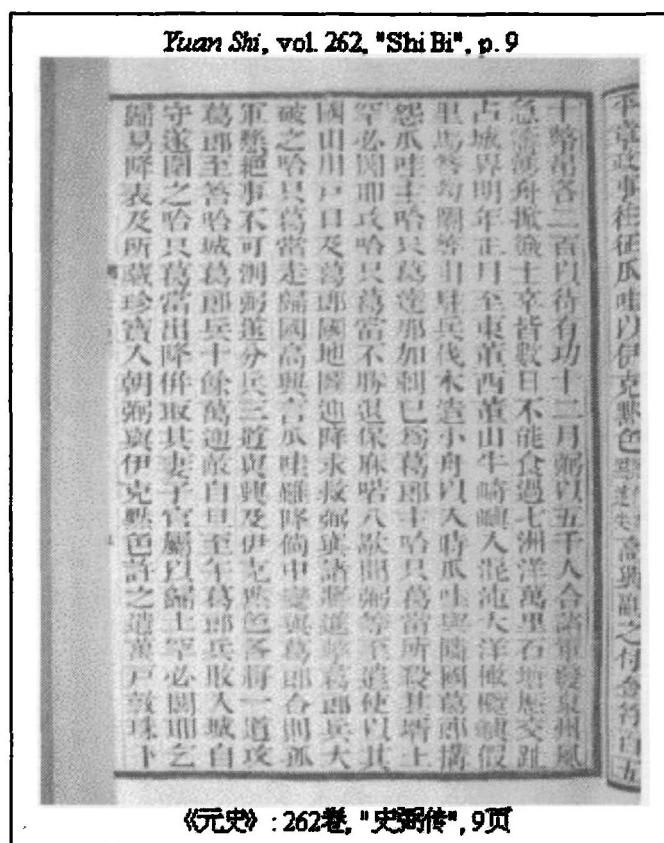 Yuan Shi, vol. 262, "Shi Bi", p. 9
平章政事往征爪哇以伊克黙色高興副之付金符百五
十幣帛各二百以待有功十二月弼以五千人合諸軍發泉州風
急濤湧舟掀簸士卒皆數日不能食過七洲洋萬里石塘歷交趾
占城界明年正月至東董西董山牛崎嶼入混沌大洋橄欖嶼假
里馬答勾闌等山駐兵伐木造小舟以入時爪哇與隣國葛郎搆
怨爪哇主哈只葛達那加剌已爲葛郎主哈只葛當所殺其壻土
罕必闍耶攻哈只葛當不勝退保麻喏八歇聞弼等至遣使以其
國山川戶口及葛郎國地圖迎降求救弼與諸將進擊葛郎兵大
破之哈只葛當走歸國高興言爪哇雖降倘中變與葛郎合則孤
軍懸絕事不可測弼遂分兵三道與興及伊克黙色各將一道攻
葛郎至答哈城葛郎兵十餘萬迎敵自旦至午葛郎兵敗入城自
守遂圍之哈只葛當出降併取其妻子官屬以歸土罕必闍耶乞
歸易降表及所藏珍寶入朝弼與伊克黙色許之遣萬戶敦珠卜
《元史》: 262卷, "史弼传", 9页